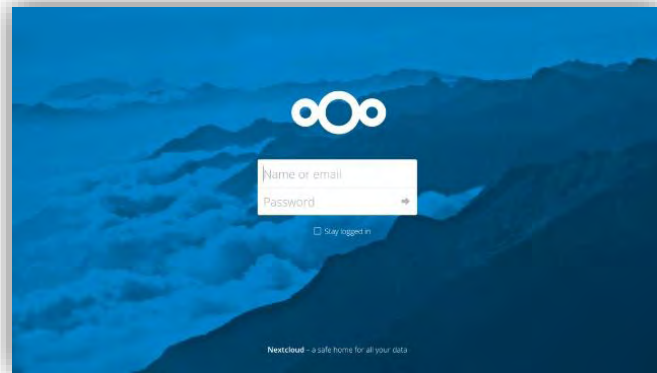 Name or email
Password
Stay logged in
Nextcloud – a safe home for all your data